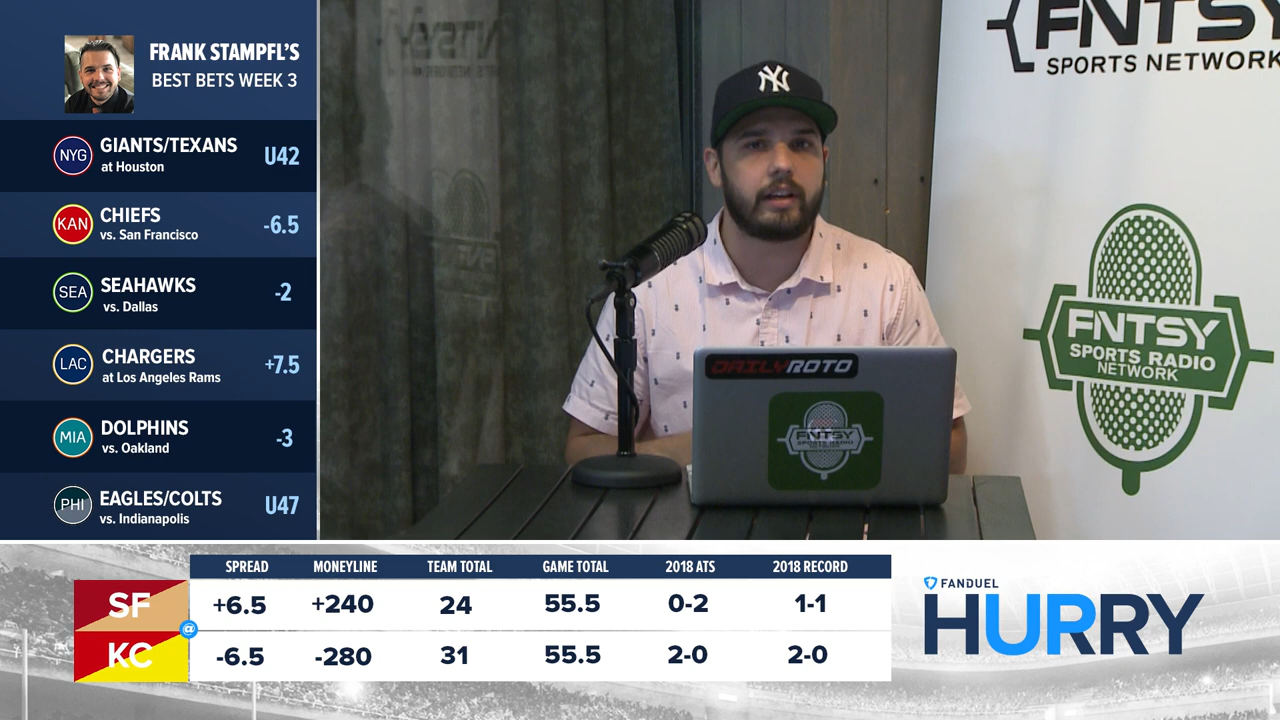 FRANK STAMPFL'S
BEST BETS WEEK 3
NYG
GIANTS/TEXANS
at Houston
U42
KAN
CHIEFS
vs. San Francisco
-6.5
SEA
SEAHAWKS
vs. Dallas
-2
LAC
CHARGERS
at Los Angeles Rams
+7.5
MIA
DOLPHINS
vs. Oakland
-3
PHI
EAGLES/COLTS
vs. Indianapolis
U47
NY
FNTSY
SPORTS NETWORK
FNTSY
SPORTS RADIO
NETWORK
DAILYROTO
FNTSY
SPORTS RADIO
NETWORK
SPREAD MONEYLINE TEAM TOTAL GAME TOTAL 2018 ATS 2018 RECORD
SF +6.5 +240 24 55.5 0-2 1-1
@
KC -6.5 -280 31 55.5 2-0 2-0
FANDUEL
HURRY